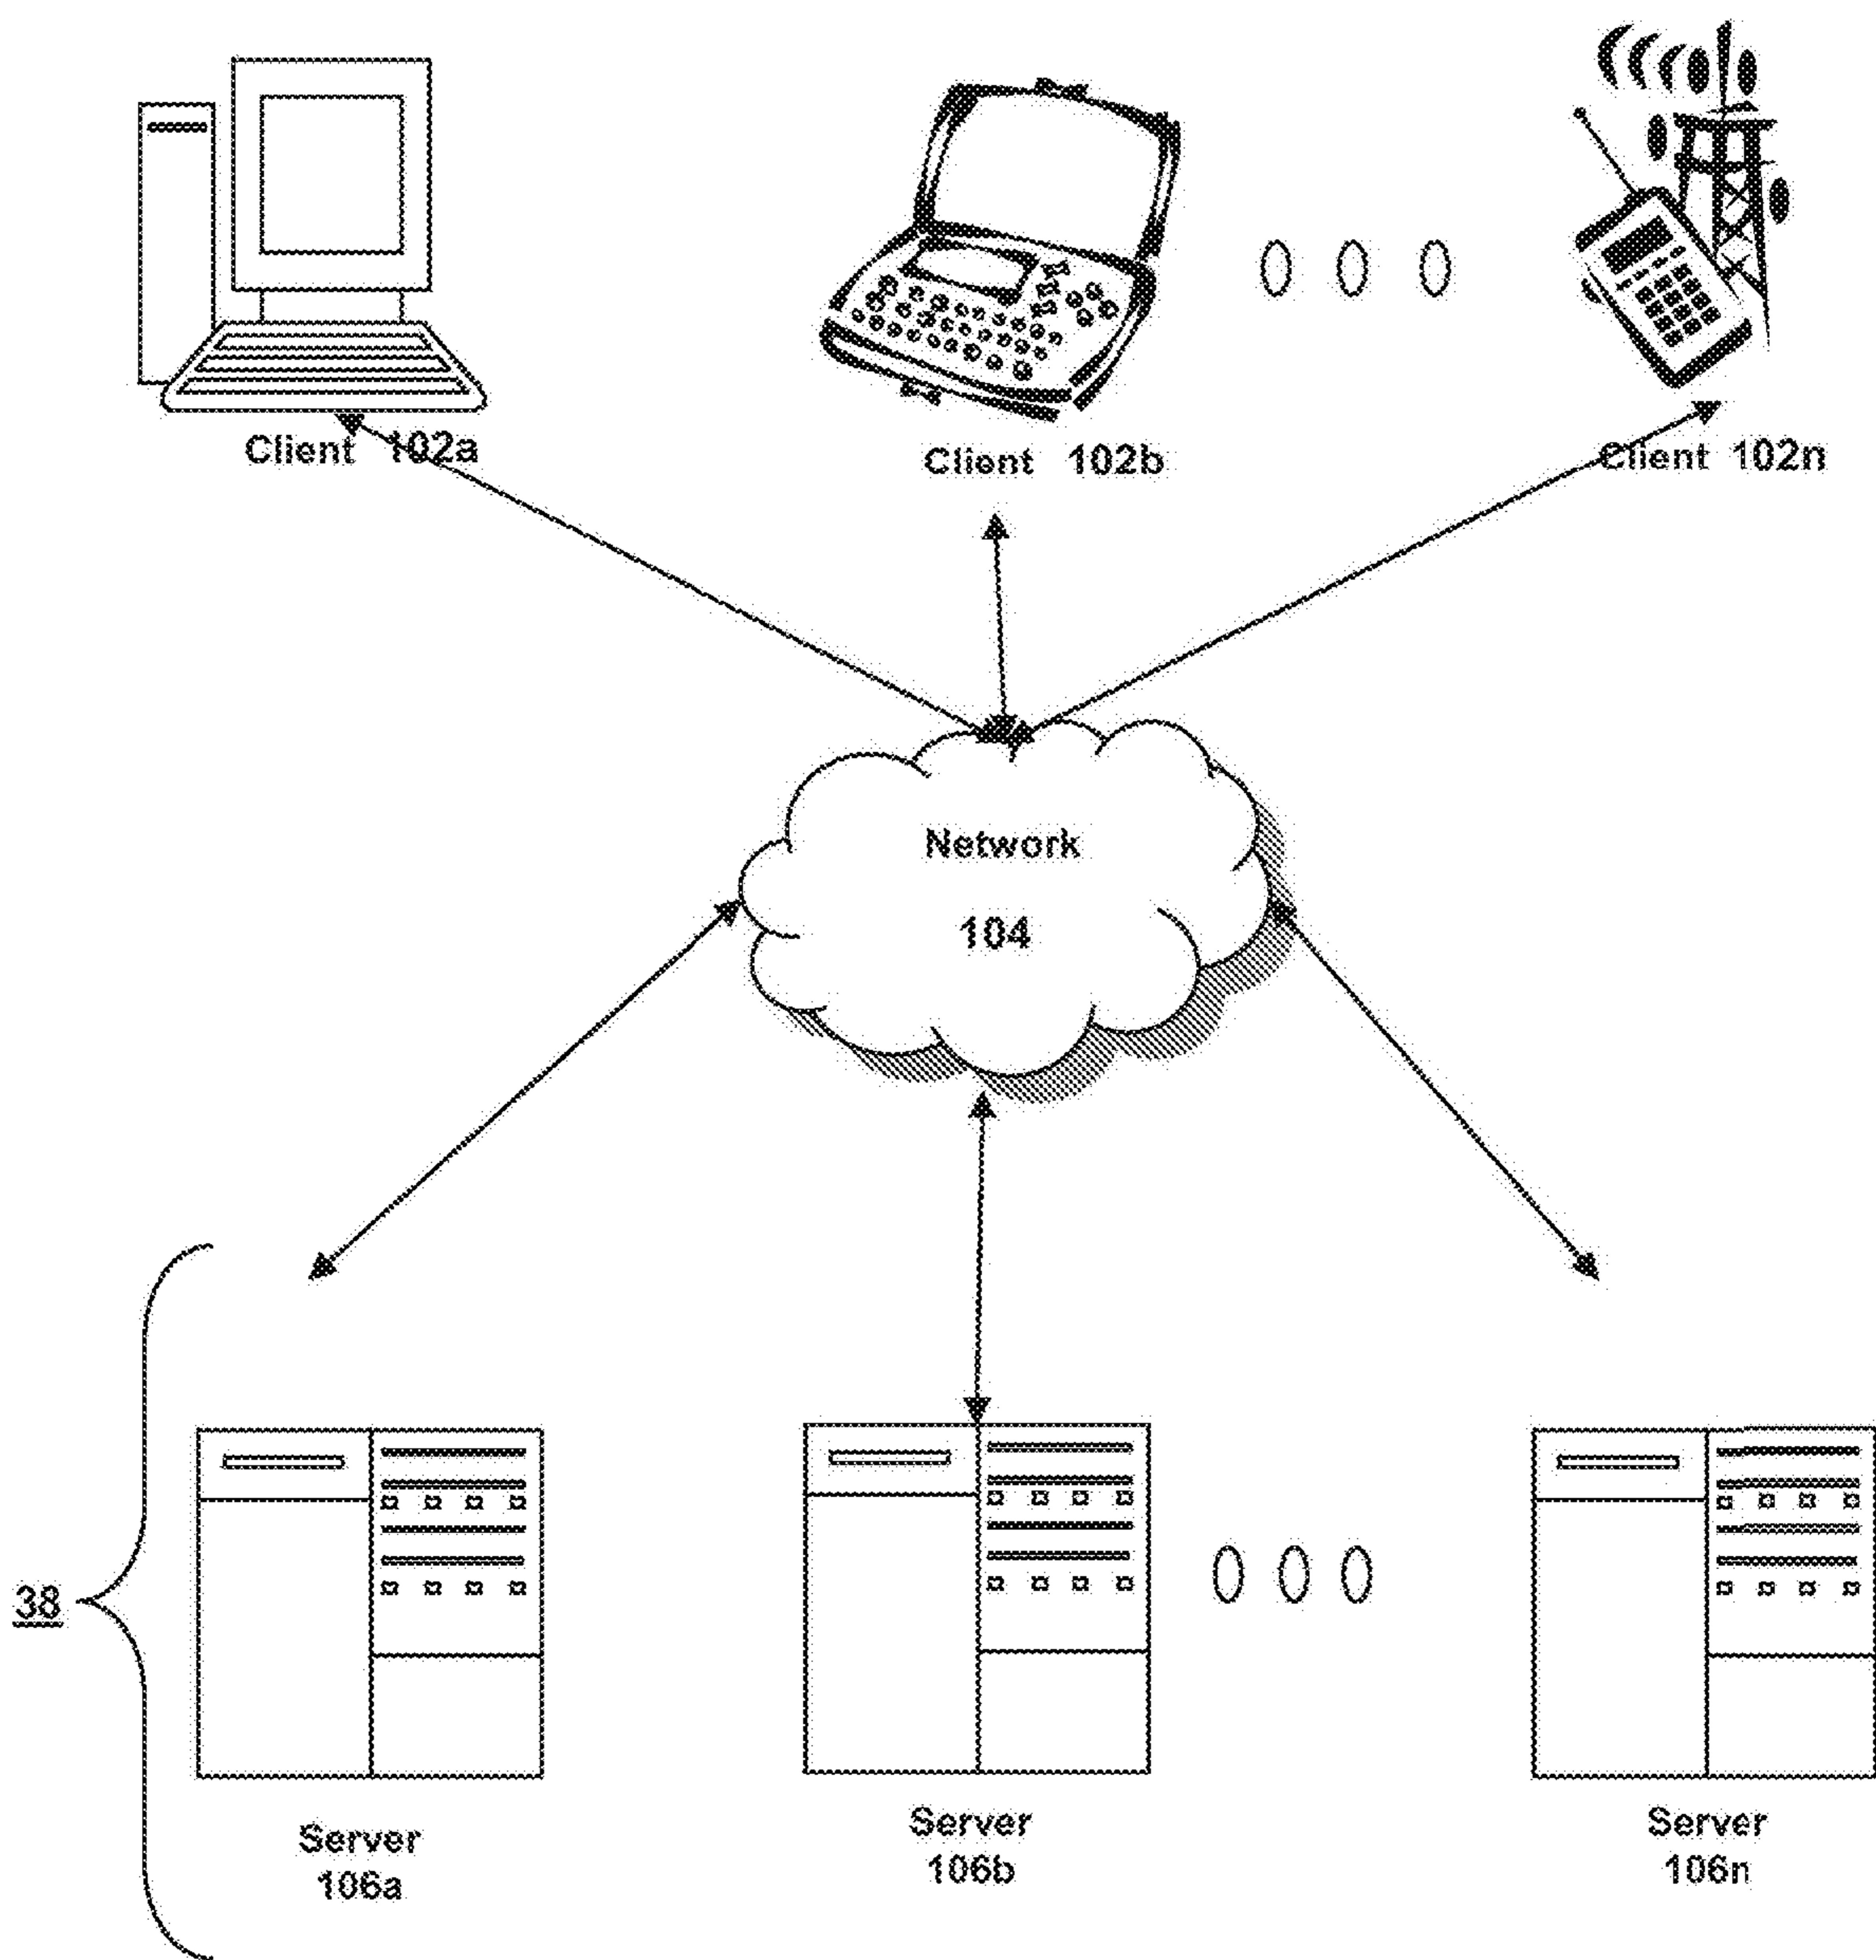 Client 102a
Client 102b
Client 102n
Network
104
38
Server
106a
Server
106b
Server
106n